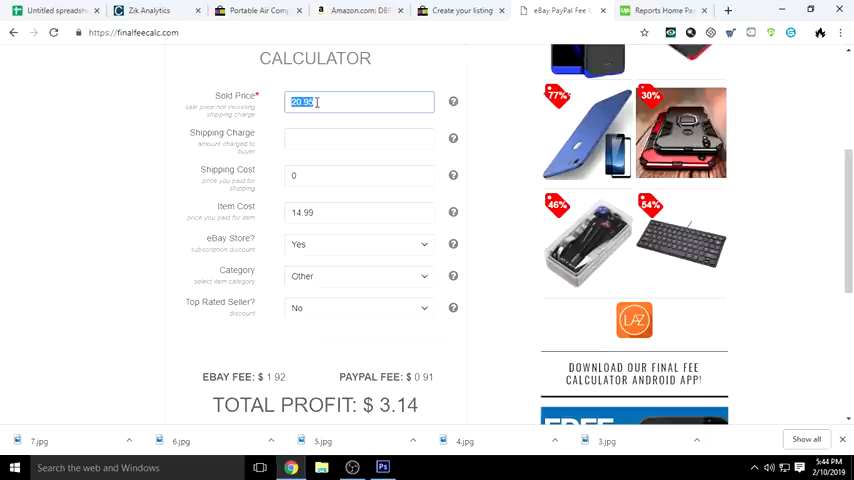 Untitled spreadshe
Zik Analytics
Portable Air Comp
Amazon.com: DBF
Create your listing
eBay PayPal Fee C
Up
Reports Home Pa
https://finalfeecalc.com
CALCULATOR
Sold Price*
sale price not including
shipping charge
20.95
Shipping Charge
amount charged to
buyer
Shipping Cost
price you paid for
shipping
0
Item Cost
price you paid for item
14.99
eBay Store?
subscription discount
Yes
Category
select item category
Other
Top Rated Seller?
discount
No
EBAY FEE: $ 1.92
PAYPAL FEE: $ 0.91
TOTAL PROFIT: $ 3.14
77%
30%
46%
54%
LAZ
DOWNLOAD OUR FINAL FEE
CALCULATOR ANDROID APP!
7.jpg
6.jpg
5.jpg
4.jpg
3.jpg
Show all
Search the web and Windows
Ps
5:44 PM
2/10/2019